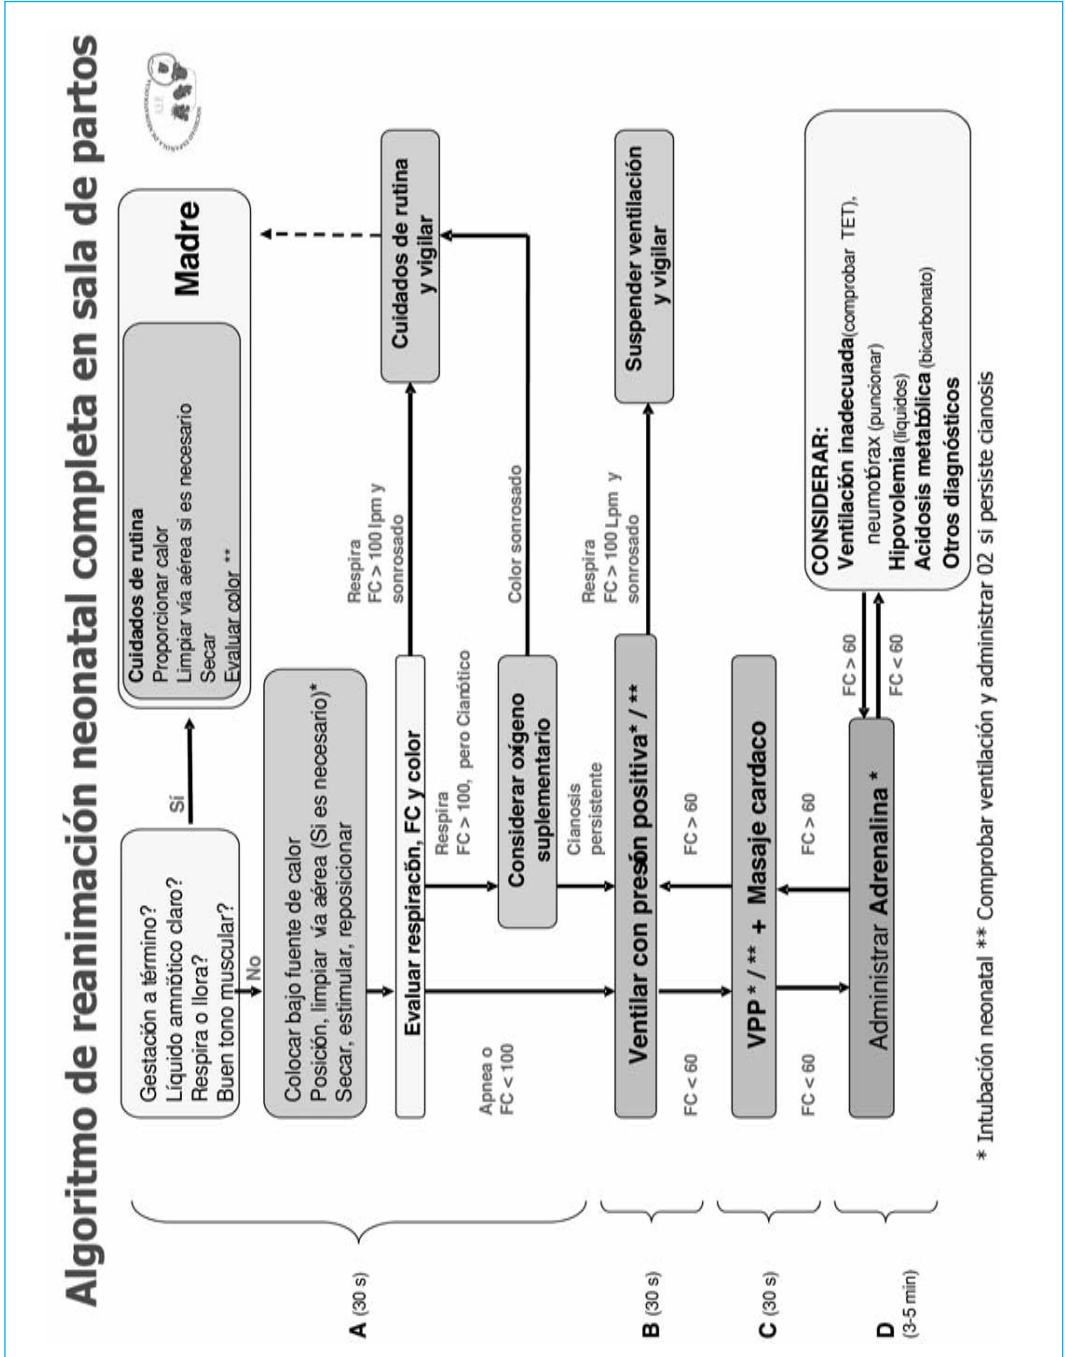 Algoritmo de reanimación neonatal completa en sala de partos
Gestación a término?
Líquido amniótico claro?
Respira o llora?
Buen tono muscular?
Sí
Cuidados de rutina
Proporcionar calor
Limpiar vía aérea si es necesario
Secar
Evaluar color **
Madre
No
Colocar bajo fuente de calor
Posición, limpiar vía aérea (Si es necesario)*
Secar, estimular, reposicionar
Evaluar respiracón, FC y color
Respira
FC > 100 lpm y
sonrosado
Cuidados de rutina
y vigilar
Respira
FC > 100, pero Cianótico
Considerar oxígeno
suplementario
Color sonrosado
Apnea o
FC < 100
Cianosis
persistente
Ventilar con presón positiva* / **
Respira
FC > 100 Lpm y
sonrosado
Suspender ventilación
y vigilar
FC < 60
FC > 60
VPP* / ** + Masaje cardaco
FC < 60
FC > 60
Administrar Adrenalina *
FC > 60
FC < 60
CONSIDERAR:
Ventilación inadecuada(comprobar TET),
neumotórax (puncionar)
Hipovolemia (líquidos)
Acidosis metabólica (bicarbonato)
Otros diagnósticos
A (30 s)
B (30 s)
C (30 s)
D
(3-5 min)
* Intubación neonatal ** Comprobar ventilación y administrar 02 si persiste cianosis